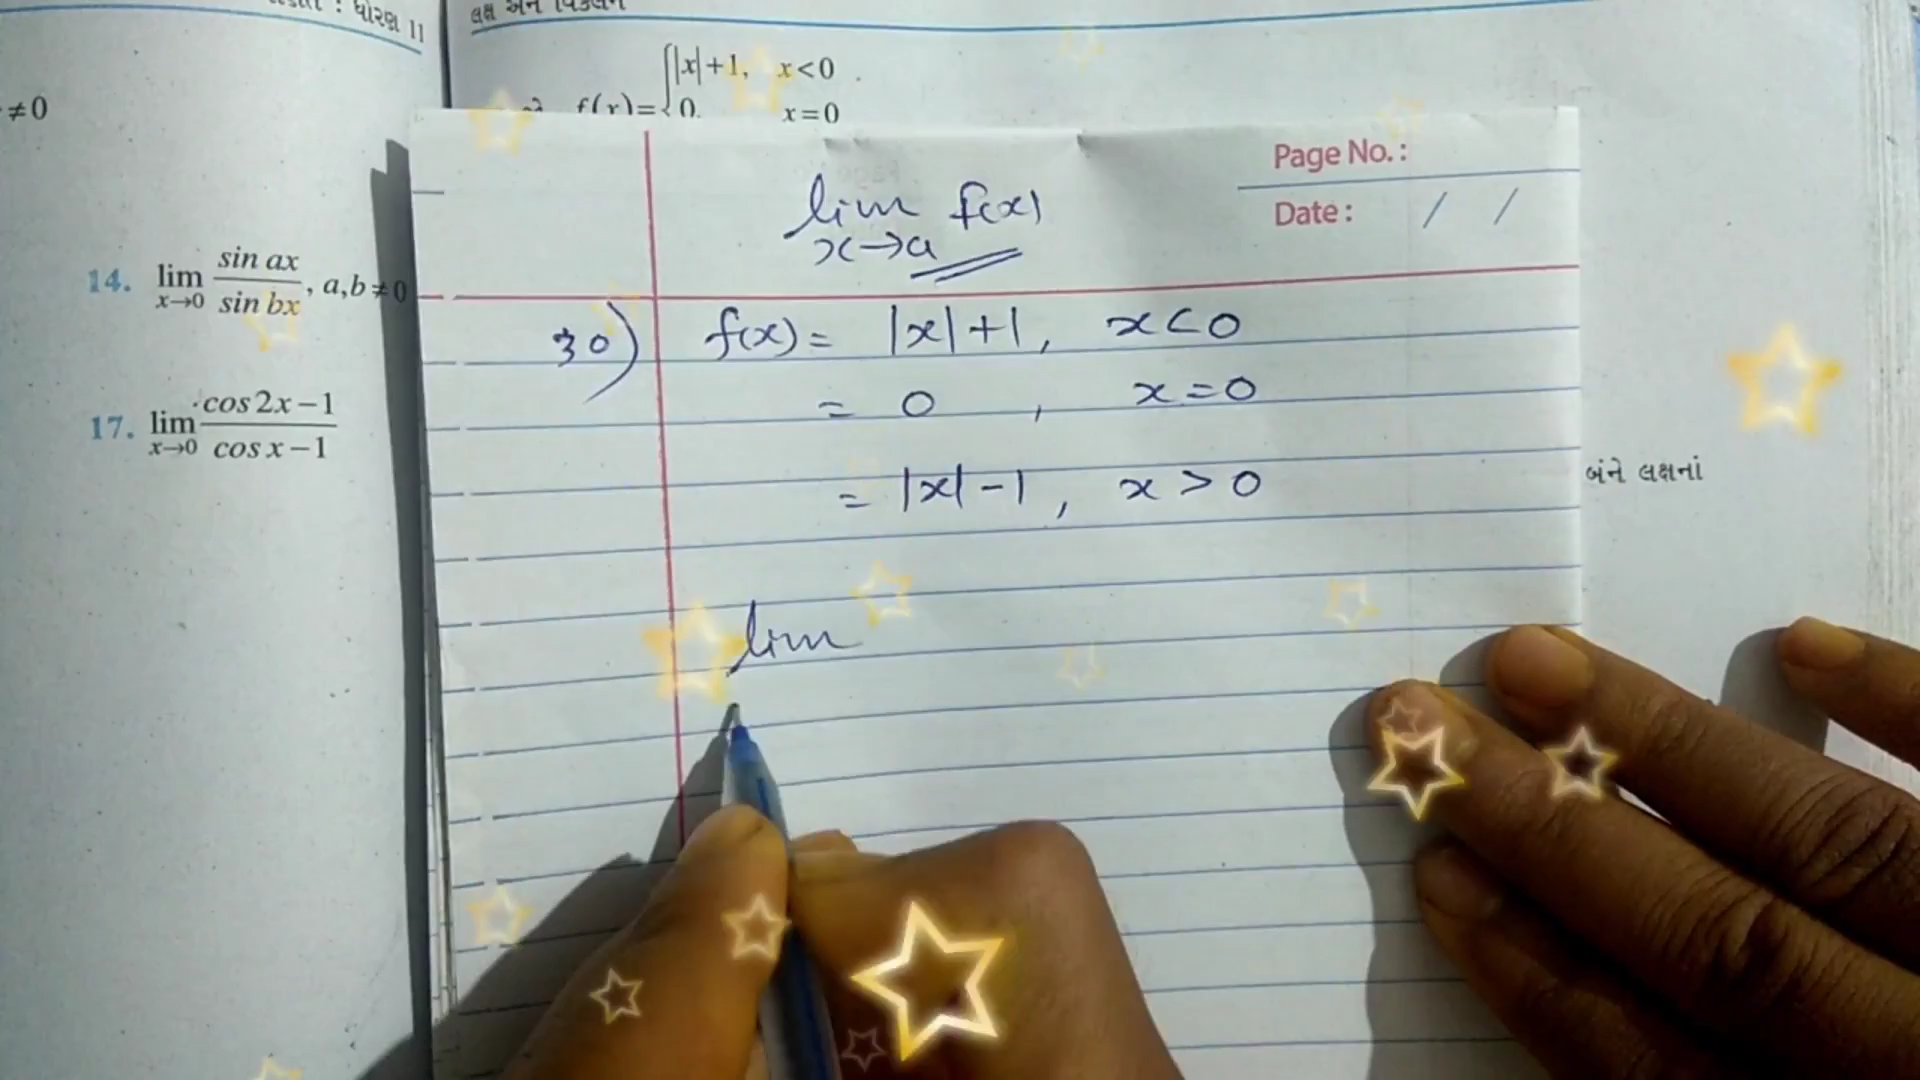 : ધોરણ 11
≠0
14. lim x→0 sin ax / sin bx, a,b≠0
17. lim x→0 cos 2x − 1 / cos x − 1
લક્ષ અને વિકલન
f(x) = { |x|+1, x<0
0, x=0
Page No.:
Date: / /
lim x→a f(x)
30) f(x) = |x|+1, x<0
= 0, x=0
= |x|-1, x>0
lim
બંને લક્ષનાં